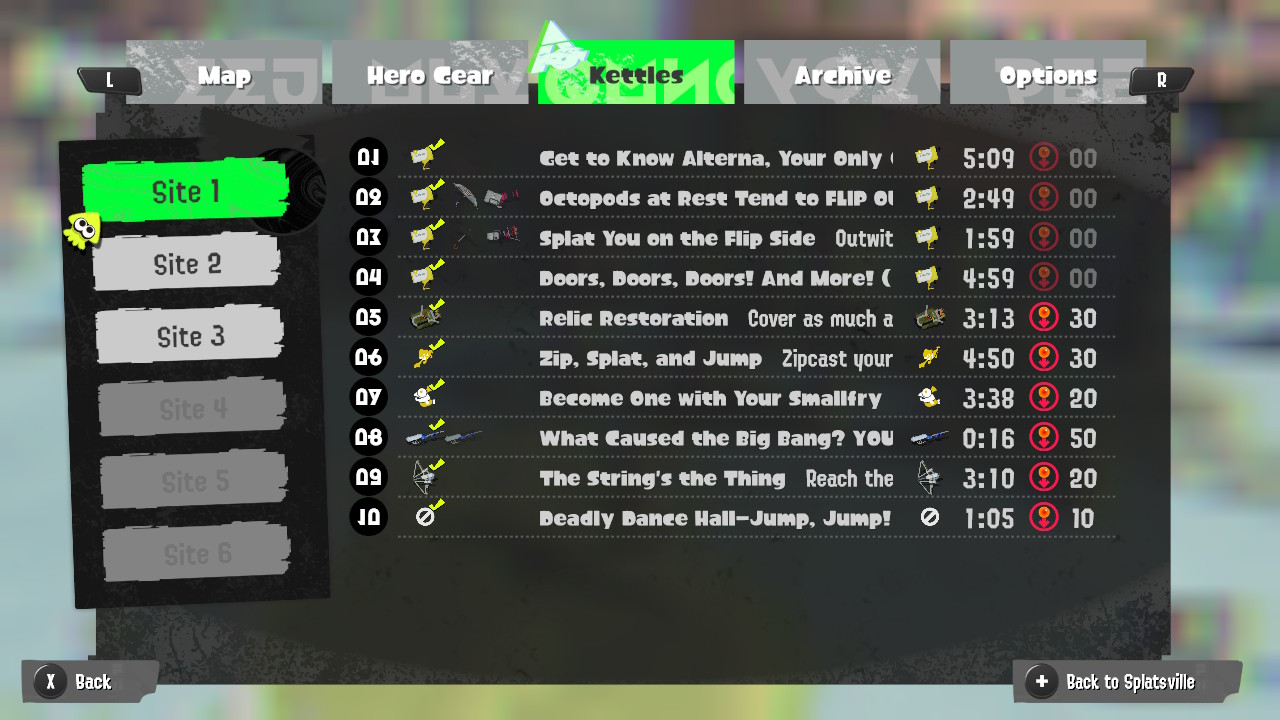 L
Map
Hero Gear
Kettles
Archive
Options
R
Site 1
Site 2
Site 3
Site 4
Site 5
Site 6
01 Get to Know Alterna, Your Only 5:09 00
02 Octopods at Rest Tend to FLIP 2:49 00
03 Splat You on the Flip Side Outwit 1:59 00
04 Doors, Doors, Doors! And More! ( 4:59 00
05 Relic Restoration Cover as much a 3:13 30
06 Zip, Splat, and Jump Zipcast your 4:50 30
07 Become One with Your Smallfry 3:38 20
08 What Caused the Big Bang? YOU 0:16 50
09 The String's the Thing Reach the 3:10 20
10 Deadly Dance Hall—Jump, Jump! 1:05 10
X Back
+ Back to Splatsville